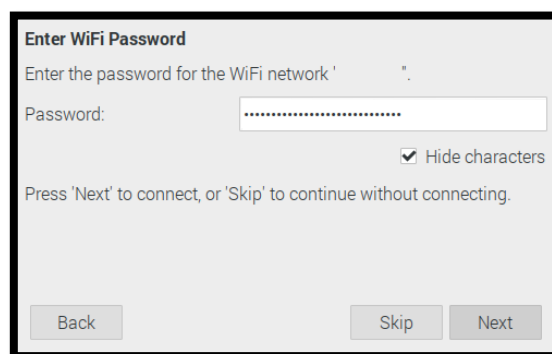 Enter WiFi Password
Enter the password for the WiFi network ' ".
Password: •••••••••••••••••••••••••••••
Hide characters
Press 'Next' to connect, or 'Skip' to continue without connecting.
Back Skip Next